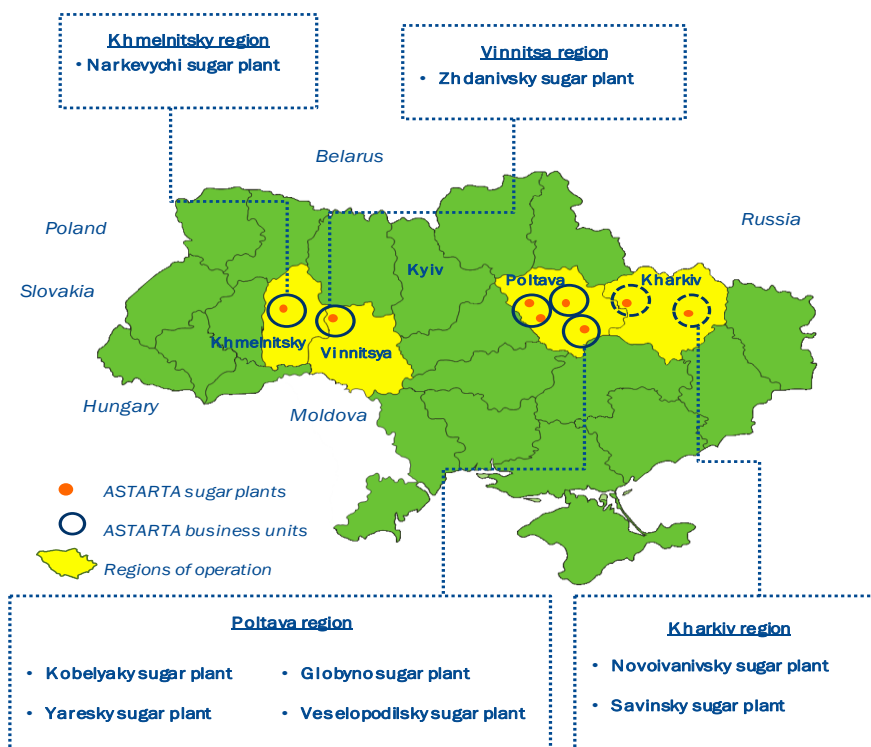 Khmelnitsky region
• Narkevychi sugar plant
Vinnitsa region
• Zhdanivsky sugar plant
Belarus
Poland
Russia
Slovakia
Kyiv
Poltava
Kharkiv
Khmelnitsky
Vinnitsya
Hungary
Moldova
ASTARTA sugar plants
ASTARTA business units
Regions of operation
Poltava region
• Kobelyaky sugar plant
• Globyno sugar plant
• Yaresky sugar plant
• Veselopodilsky sugar plant
Kharkiv region
• Novoivanivsky sugar plant
• Savinsky sugar plant